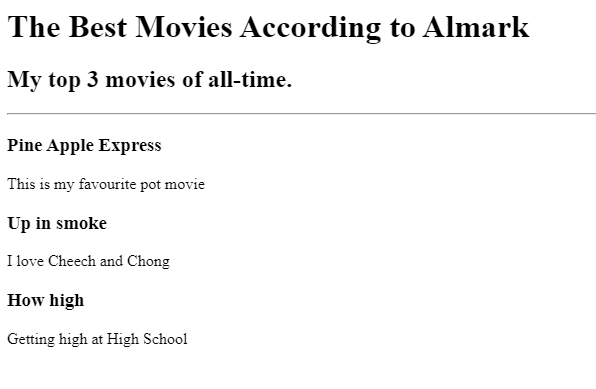 The Best Movies According to Almark
My top 3 movies of all-time.
Pine Apple Express
This is my favourite pot movie
Up in smoke
I love Cheech and Chong
How high
Getting high at High School